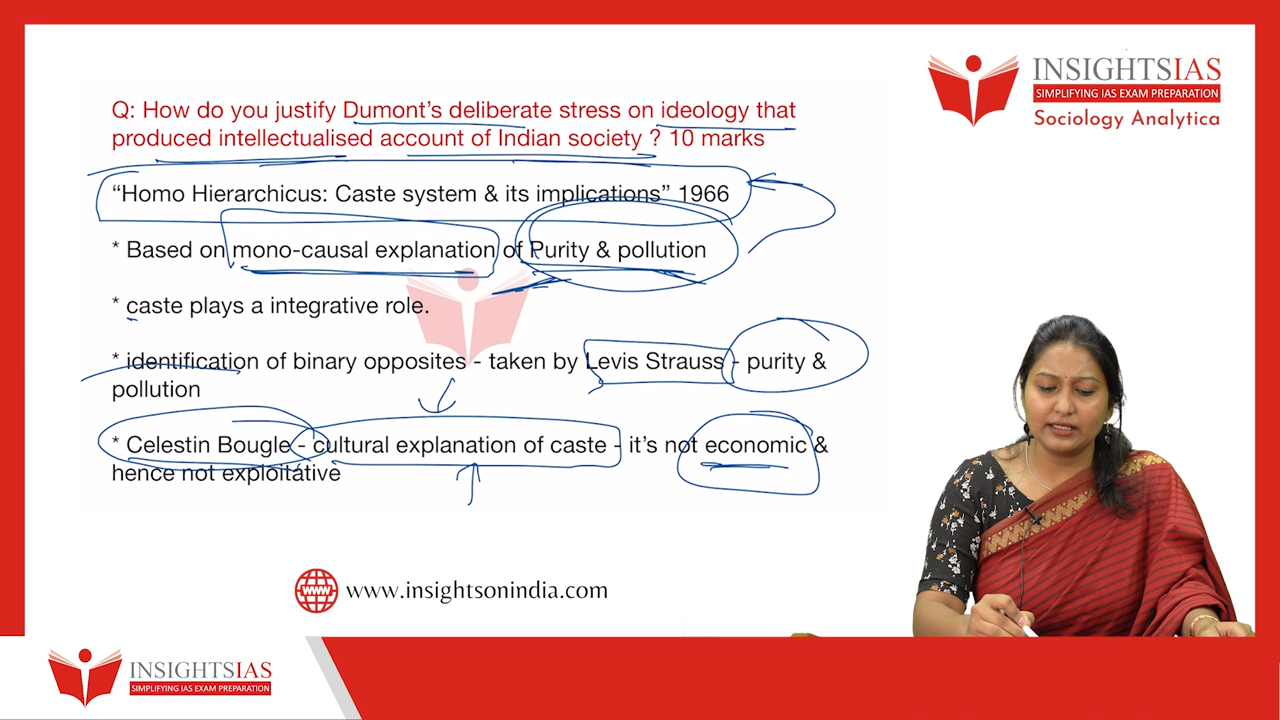 INSIGHTSIAS
SIMPLIFYING IAS EXAM PREPARATION
Sociology Analytica
Q: How do you justify Dumont's deliberate stress on ideology that
produced intellectualised account of Indian society ? 10 marks
"Homo Hierarchicus: Caste system & its implications" 1966
* Based on mono-causal explanation of Purity & pollution
* caste plays a integrative role.
* identification of binary opposites - taken by Levis Strauss - purity &
pollution
* Celestin Bougle - cultural explanation of caste - it's not economic &
hence not exploitative
www
www.insightsonindia.com
INSIGHTSIAS
SIMPLIFYING IAS EXAM PREPARATION